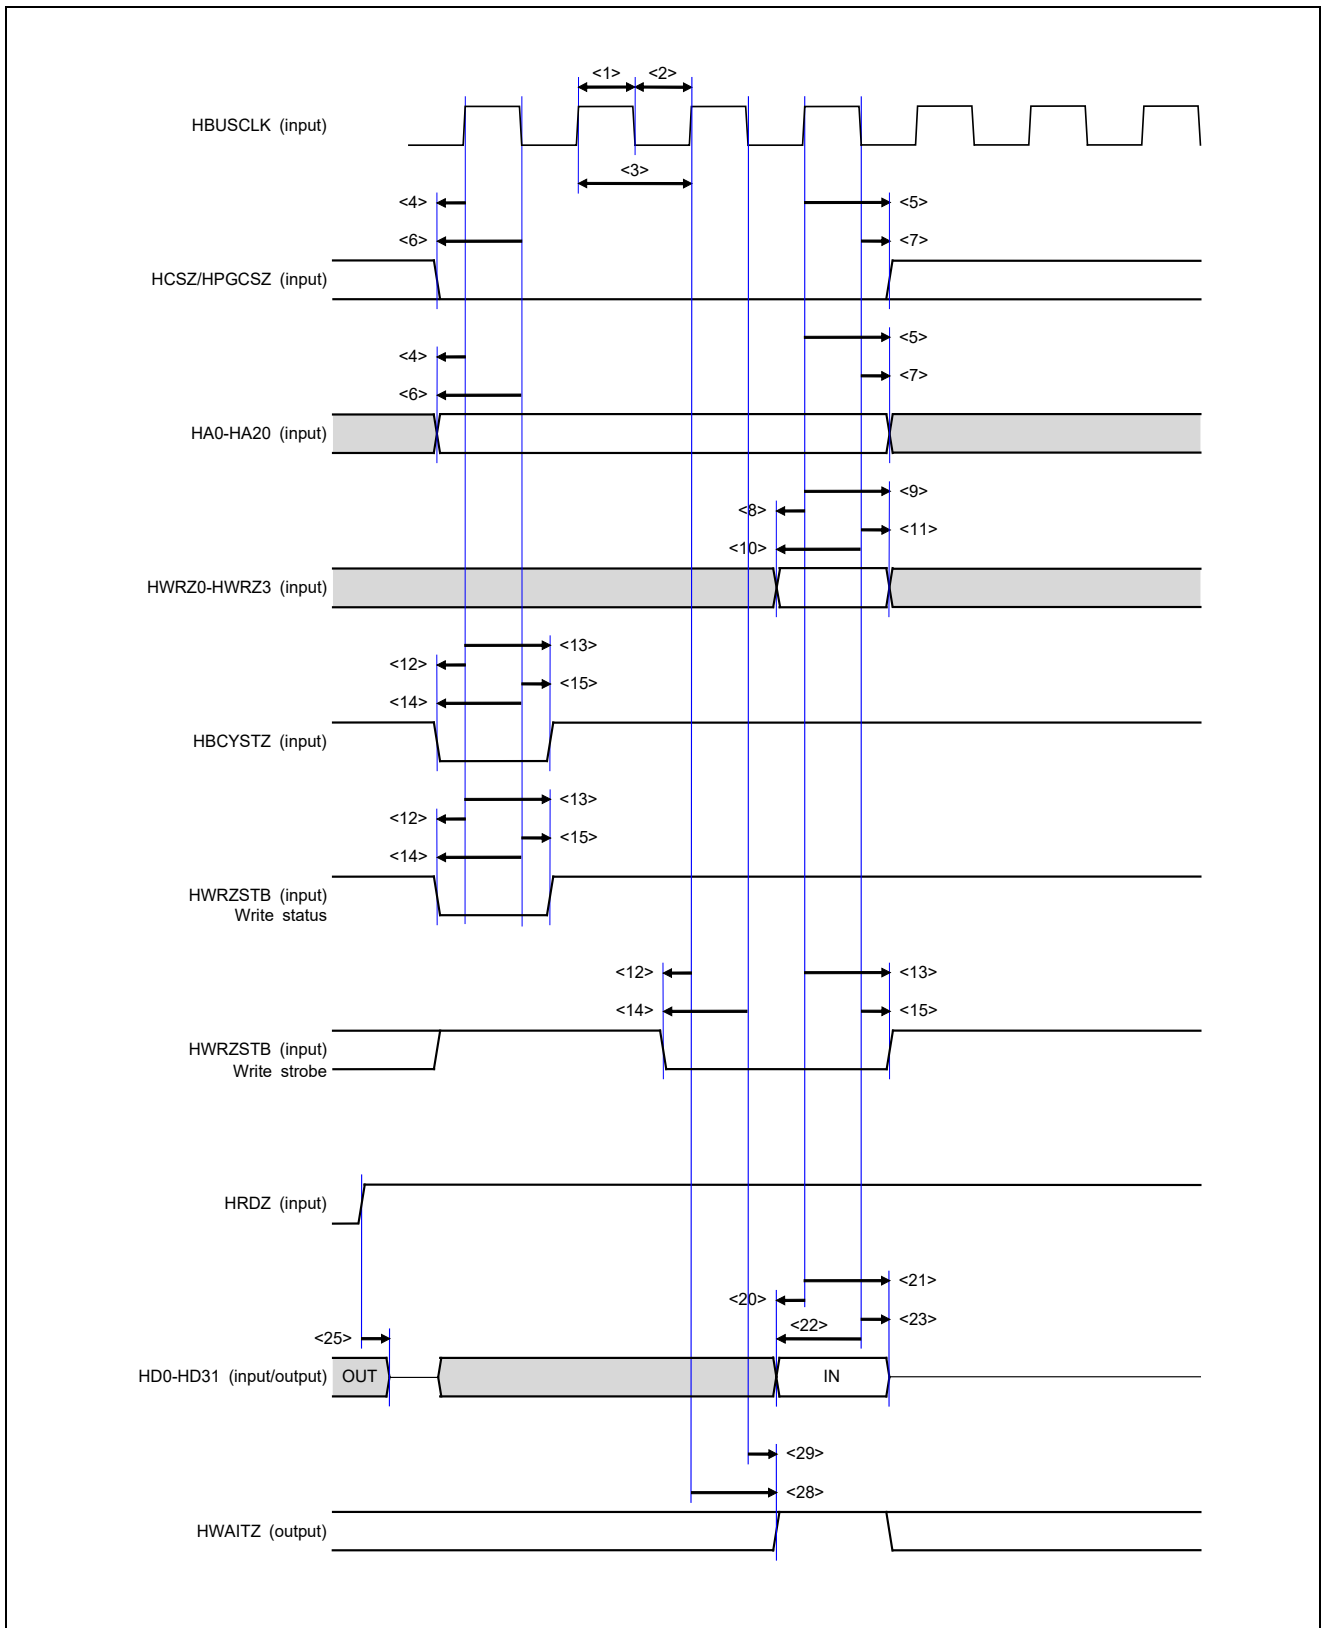 <1> <2>
HBUSCLK (input)
<3>
<4> <5>
<6> <7>
HCSZ/HPGCSZ (input)
<5>
<4>
<7>
<6>
HA0-HA20 (input)
<9>
<8>
<11>
<10>
HWRZ0-HWRZ3 (input)
<13>
<12>
<15>
<14>
HBCYSTZ (input)
<13>
<12>
<15>
<14>
HWRZSTB (input)
Write status
<12> <13>
<14> <15>
HWRZSTB (input)
Write strobe
HRDZ (input)
<21>
<20>
<23>
<22>
<25>
HD0-HD31 (input/output) OUT IN
<29>
<28>
HWAITZ (output)